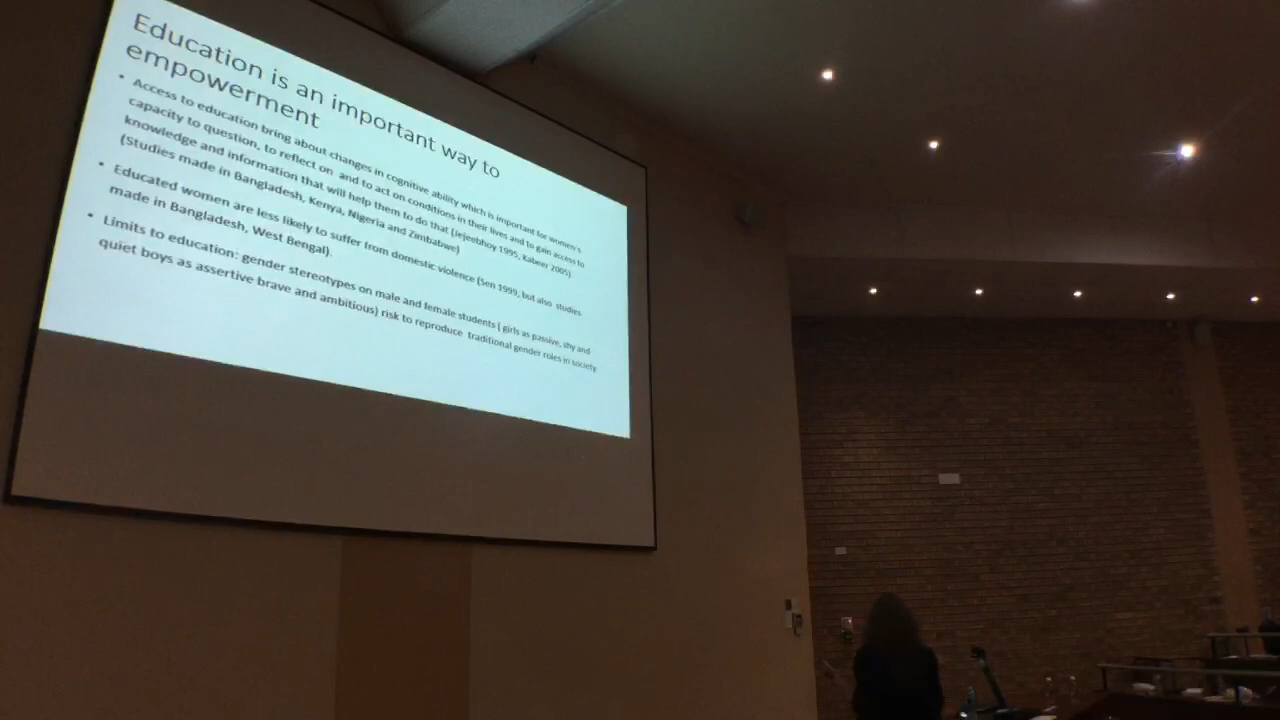 Education is an important way to
empowerment
• Access to education bring about changes in cognitive ability which is important for women's
capacity to question, to reflect on and to act on conditions in their lives and to gain access to
knowledge and information that will help them to do that (Jejeebhoy 1995, Kabeer 2005)
(Studies made in Bangladesh, Kenya, Nigeria and Zimbabwe)
• Educated women are less likely to suffer from domestic violence (Sen 1999, but also studies
made in Bangladesh, West Bengal).
• Limits to education: gender stereotypes on male and female students ( girls as passive, shy and
quiet boys as assertive brave and ambitious) risk to reproduce traditional gender roles in society